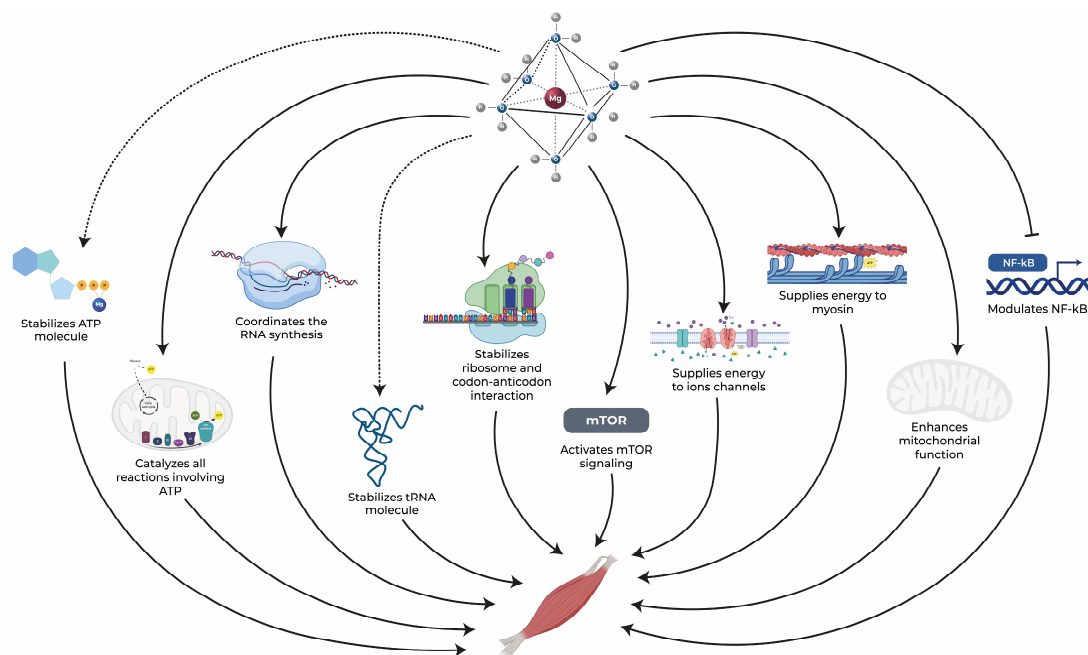 Mg
NF-kB
Mg
Stabilizes ATP
molecule
Coordinates the
RNA synthesis
Stabilizes
ribosome and
codon-anticodon
interaction
Supplies energy
to ions channels
Supplies energy to
myosin
Modulates NF-kB
Catalyzes all
reactions involving
ATP
Stabilizes tRNA
molecule
mTOR
Activates mTOR
signaling
Enhances
mitochondrial
function